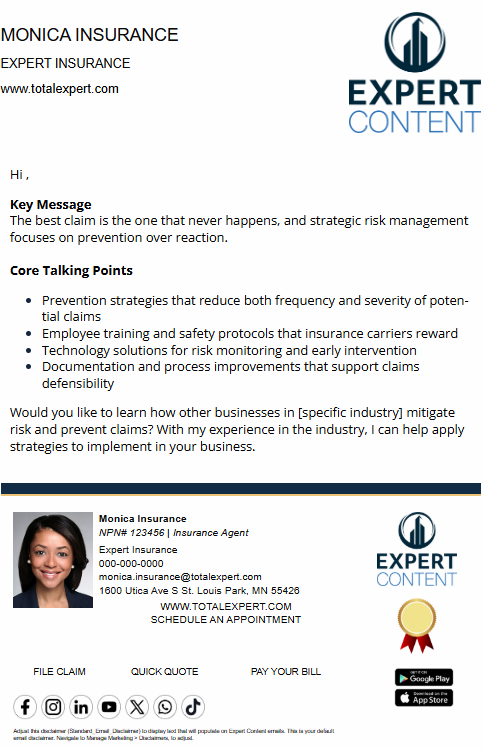 MONICA INSURANCE
EXPERT INSURANCE
www.totalexpert.com
EXPERT
CONTENT
Hi ,
Key Message
The best claim is the one that never happens, and strategic risk management
focuses on prevention over reaction.
Core Talking Points
• Prevention strategies that reduce both frequency and severity of poten-
tial claims
• Employee training and safety protocols that insurance carriers reward
• Technology solutions for risk monitoring and early intervention
• Documentation and process improvements that support claims
defensibility
Would you like to learn how other businesses in [specific industry] mitigate
risk and prevent claims? With my experience in the industry, I can help apply
strategies to implement in your business.
Monica Insurance
NPN# 123456 | Insurance Agent
Expert Insurance
000-000-0000
monica.insurance@totalexpert.com
1600 Utica Ave S St. Louis Park, MN 55426
WWW.TOTALEXPERT.COM
SCHEDULE AN APPOINTMENT
EXPERT
CONTENT
FILE CLAIM QUICK QUOTE PAY YOUR BILL
GET IT ON
Google Play
Download on the
App Store
Adjust this disclaimer (Standard_Email_Disclaimer) to display text that will populate on Expert Content emails. This is your default
email disclaimer. Navigate to Manage Marketing > Disclaimers, to adjust.